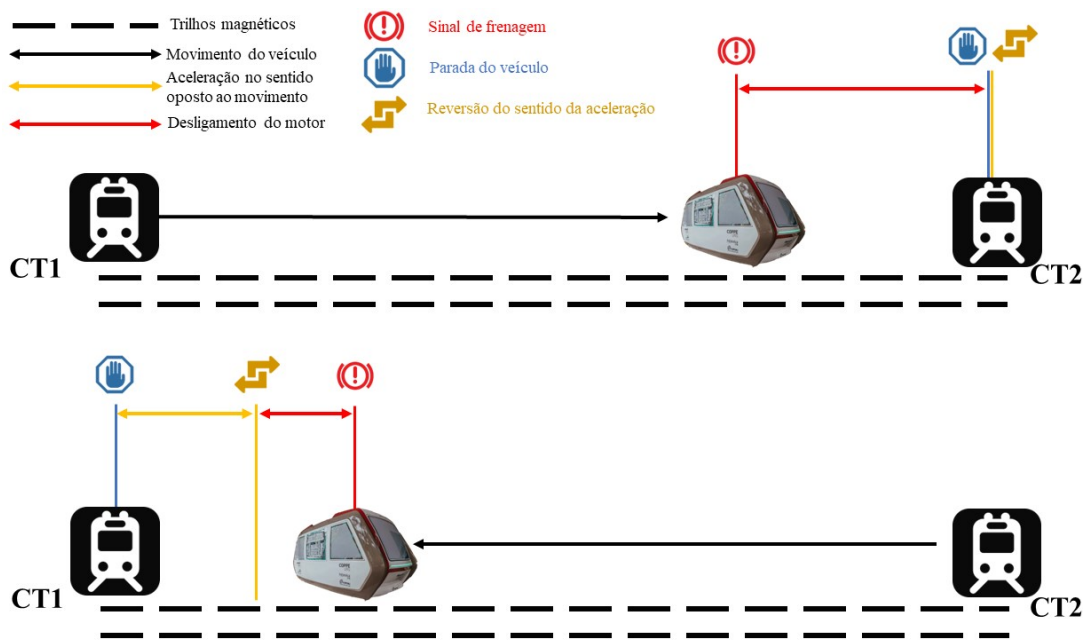 Trilhos magnéticos
Movimento do veículo
Aceleração no sentido
oposto ao movimento
Desligamento do motor
Sinal de frenagem
Parada do veículo
Reversão do sentido da aceleração
CT1
CT2
CT1
CT2